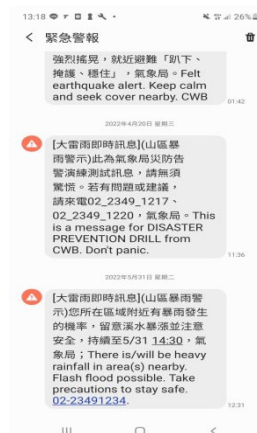 13:18
26%
緊急警報
強烈搖晃,就近避難「趴下、
掩護、穩住」,氣象局。Felt
earthquake alert. Keep calm
and seek cover nearby. CWB
01:42
2022年4月20日 星期三
[大雷雨即時訊息](山區暴
雨警示)此為氣象局災防告
警演練測試訊息,請無須
驚慌。若有問題或建議,
請來電02_2349_1217、
02_2349_1220,氣象局。This
is a message for DISASTER
PREVENTION DRILL from
CWB. Don't panic.
11:36
2022年5月31日 星期二
[大雷雨即時訊息](山區暴雨警
示)您所在區域附近有暴雨發生
的機率,留意溪水暴漲並注意
安全,持續至5/31 14:30,氣
象局;There is/will be heavy
rainfall in area(s) nearby.
Flash flood possible. Take
precautions to stay safe.
02-23491234.
12:31